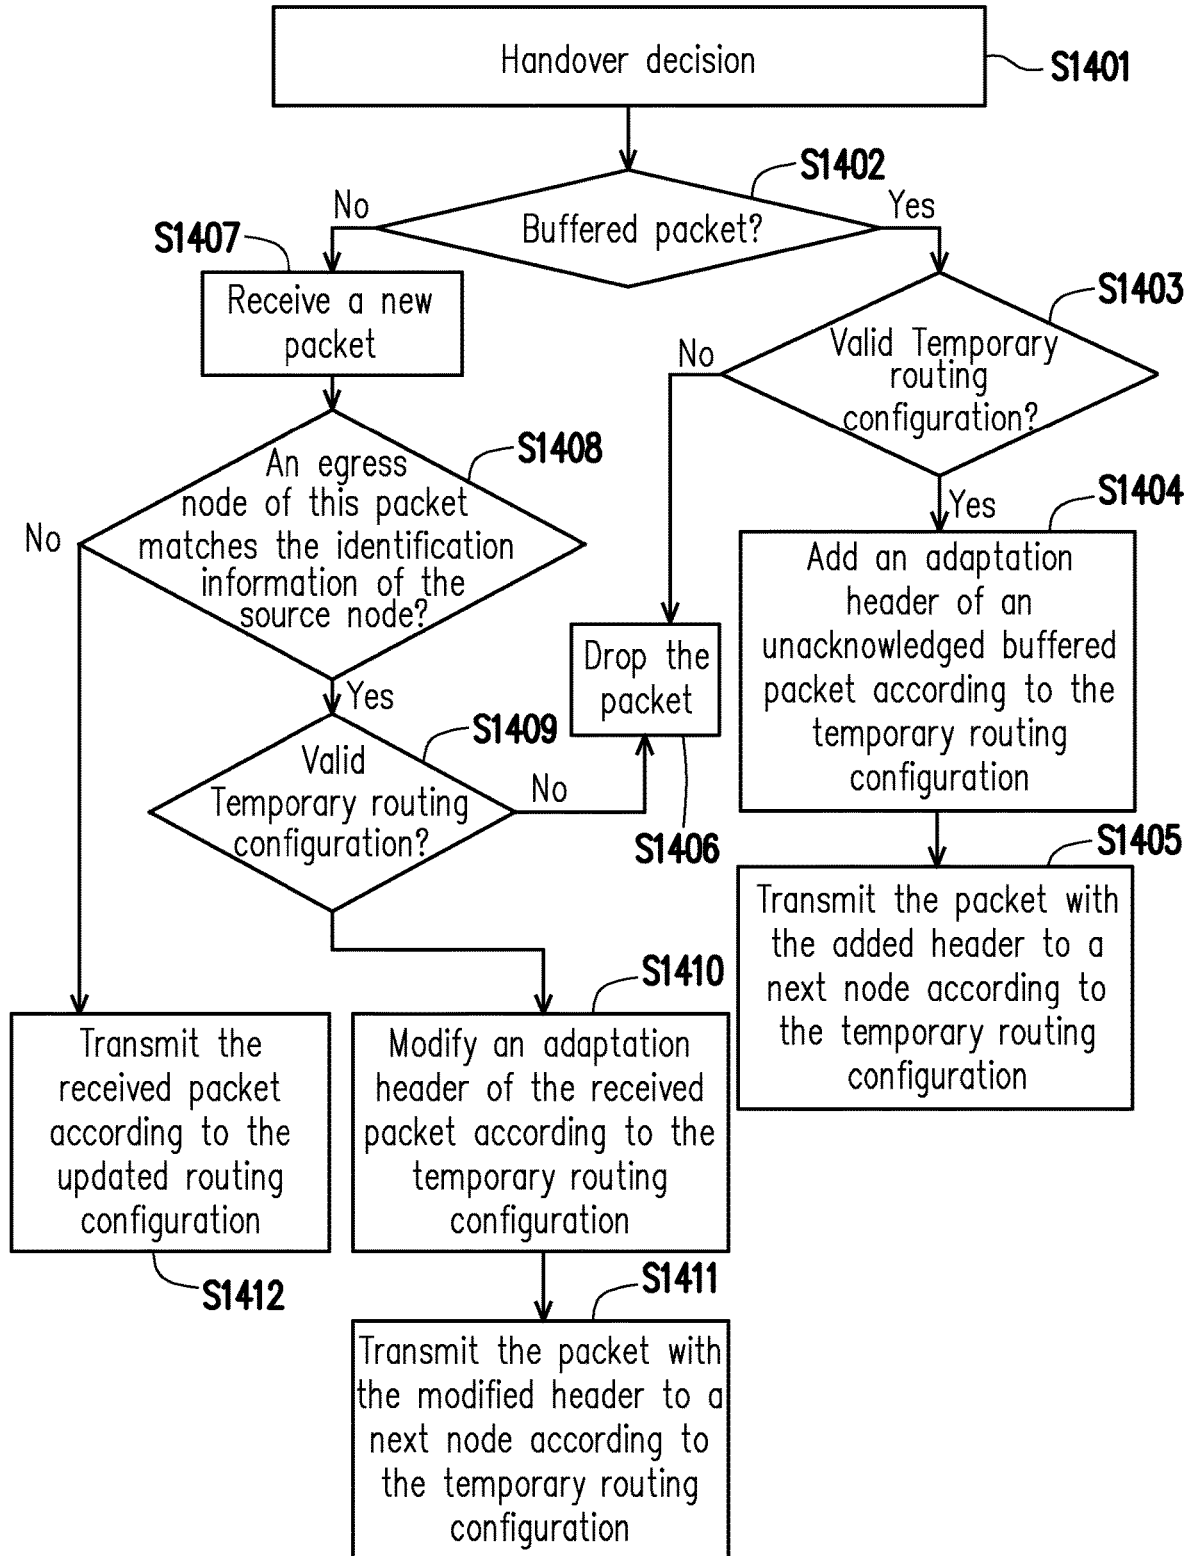 Handover decision
S1401
S1402
No
Buffered packet?
Yes
S1407
Receive a new
packet
S1403
Valid Temporary
routing
configuration?
No
S1408
An egress
node of this packet
matches the identification
information of the
source node?
No
Yes
S1404
Add an adaptation
header of an
unacknowledged buffered
packet according to the
temporary routing
configuration
Drop the
packet
Yes
S1409
Valid
Temporary routing
configuration?
No
S1406
S1405
Transmit the packet with
the added header to a
next node according to
the temporary routing
configuration
S1410
Transmit the
received packet
according to the
updated routing
configuration
Modify an adaptation
header of the received
packet according to the
temporary routing
configuration
S1412
S1411
Transmit the packet with
the modified header to a
next node according to
the temporary routing
configuration